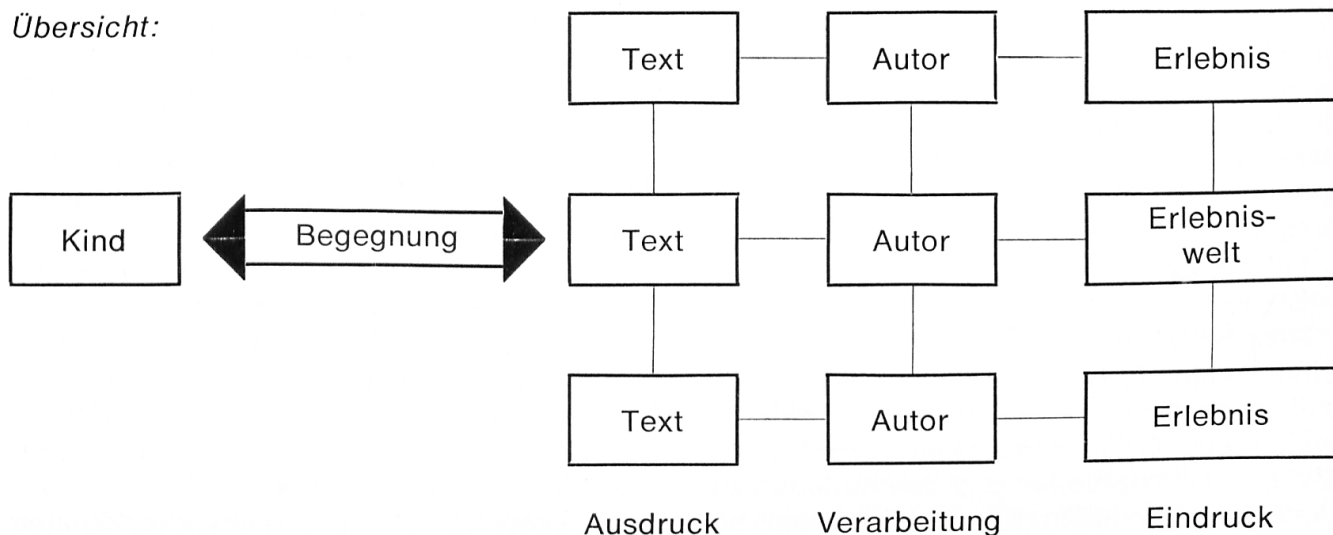 Übersicht:
Text
Autor
Erlebnis
Kind
Begegnung
Text
Autor
Erlebnis-
welt
Text
Autor
Erlebnis
Ausdruck
Verarbeitung
Eindruck